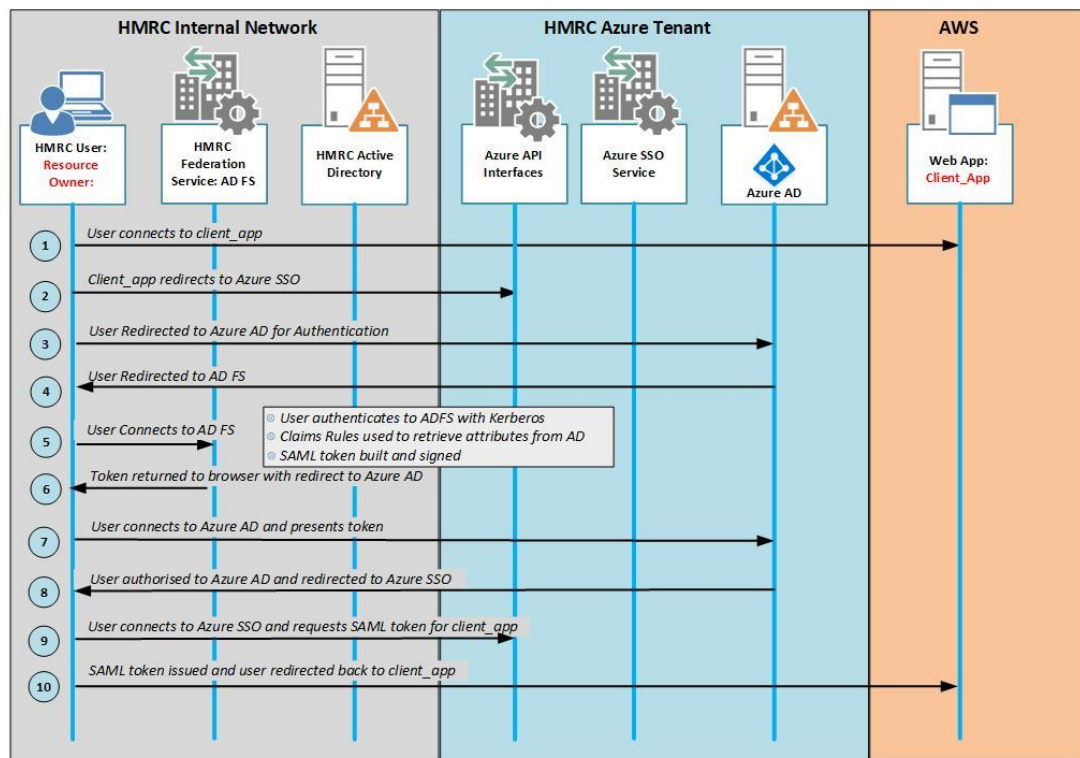 HMRC Internal Network
HMRC Azure Tenant
AWS
HMRC User:
Resource
Owner:
HMRC
Federation
Service: AD FS
HMRC Active
Directory
Azure API
Interfaces
Azure SSO
Service
Azure AD
Web App:
Client_App
1
User connects to client_app
2
Client_app redirects to Azure SSO
3
User Redirected to Azure AD for Authentication
4
User Redirected to AD FS
5
User Connects to AD FS
User authenticates to ADFS with Kerberos
Claims Rules used to retrieve attributes from AD
SAML token built and signed
6
Token returned to browser with redirect to Azure AD
7
User connects to Azure AD and presents token
8
User authorised to Azure AD and redirected to Azure SSO
9
User connects to Azure SSO and requests SAML token for client_app
10
SAML token issued and user redirected back to client_app